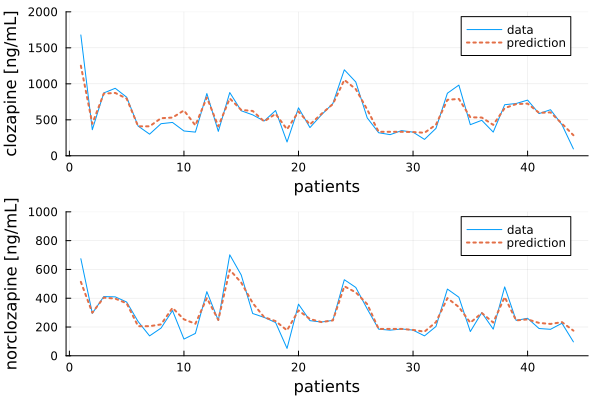 clozapine [ng/mL]
2000
1500
1000
500
0
data
prediction
0 10 20 30 40
patients
norclozapine [ng/mL]
1000
800
600
400
200
0
data
prediction
0 10 20 30 40
patients